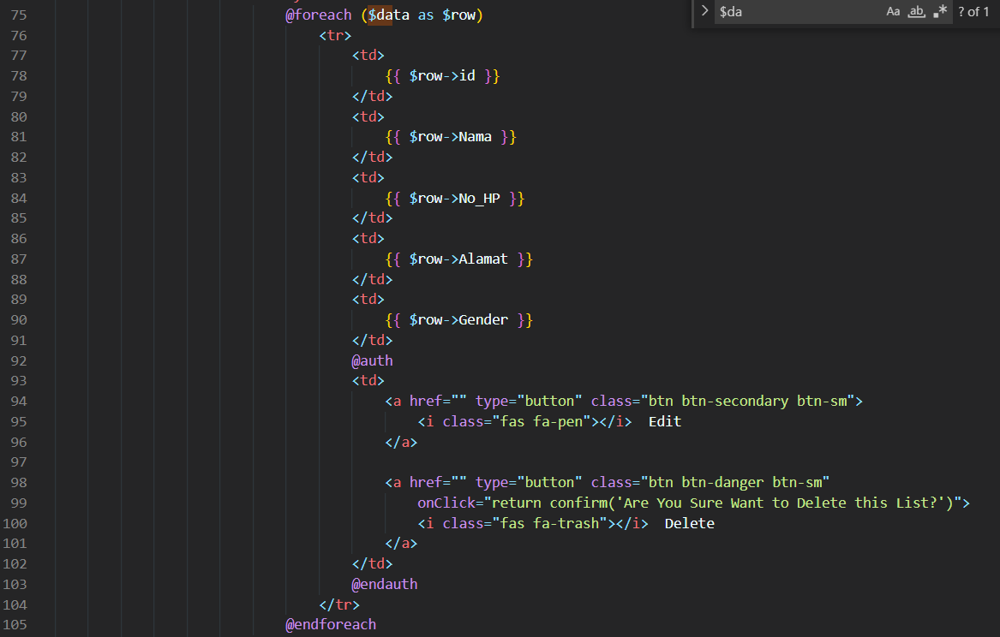 $da Aa ab .* ? of 1
75 @foreach ($data as $row)
76 <tr>
77 <td>
78 {{ $row->id }}
79 </td>
80 <td>
81 {{ $row->Nama }}
82 </td>
83 <td>
84 {{ $row->No_HP }}
85 </td>
86 <td>
87 {{ $row->Alamat }}
88 </td>
89 <td>
90 {{ $row->Gender }}
91 </td>
92 @auth
93 <td>
94 <a href="" type="button" class="btn btn-secondary btn-sm">
95 <i class="fas fa-pen"></i>  Edit
96 </a>
97
98 <a href="" type="button" class="btn btn-danger btn-sm"
99 onClick="return confirm('Are You Sure Want to Delete this List?')">
100 <i class="fas fa-trash"></i>  Delete
101 </a>
102 </td>
103 @endauth
104 </tr>
105 @endforeach